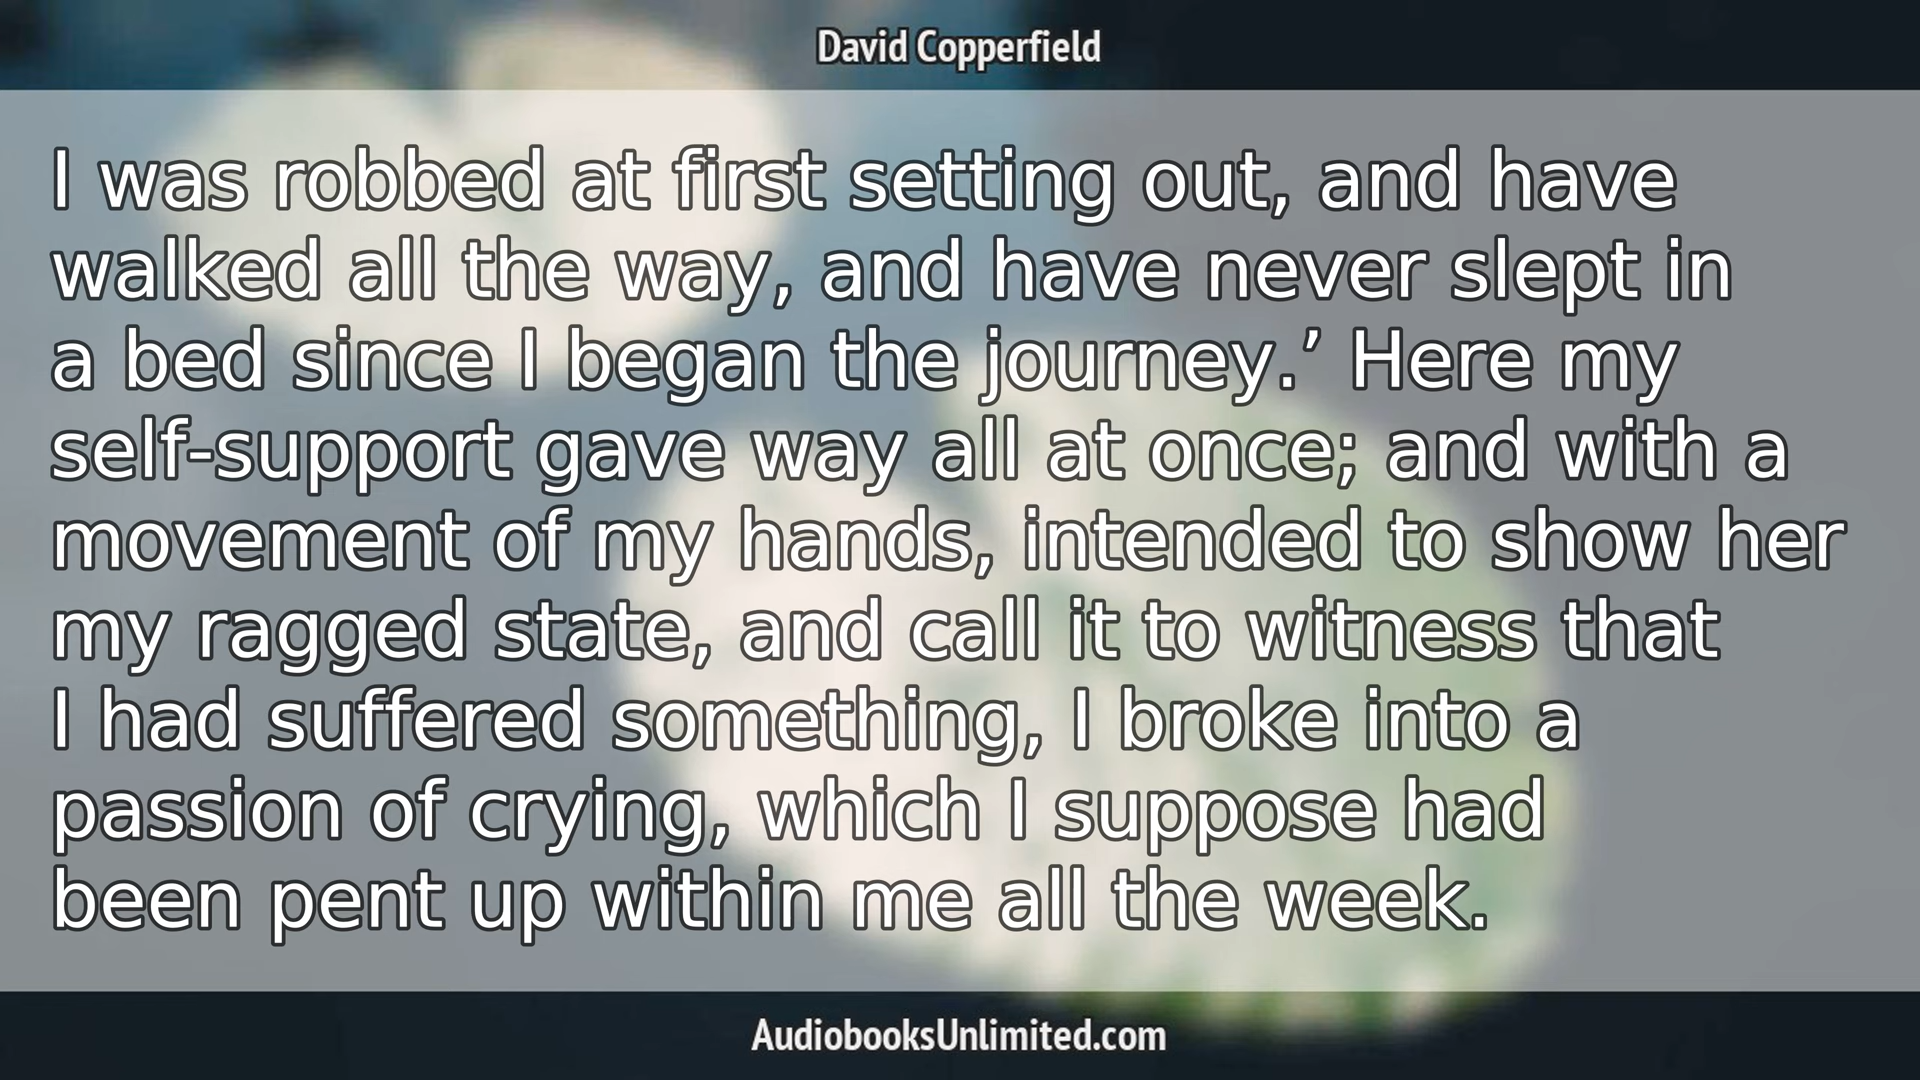 David Copperfield
I was robbed at first setting out, and have
walked all the way, and have never slept in
a bed since I began the journey.’ Here my
self-support gave way all at once; and with a
movement of my hands, intended to show her
my ragged state, and call it to witness that
I had suffered something, I broke into a
passion of crying, which I suppose had
been pent up within me all the week.
AudiobooksUnlimited.com